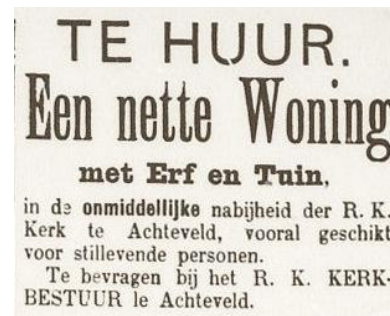 TE HUUR.
Een nette Woning
met Erf en Tuin,
in de onmiddellijke nabijheid der R. K.
Kerk te Achteveld, vooral geschikt
voor stillevende personen.
Te bevragen bij het R. K. KERK-
BESTUUR le Achteveld.